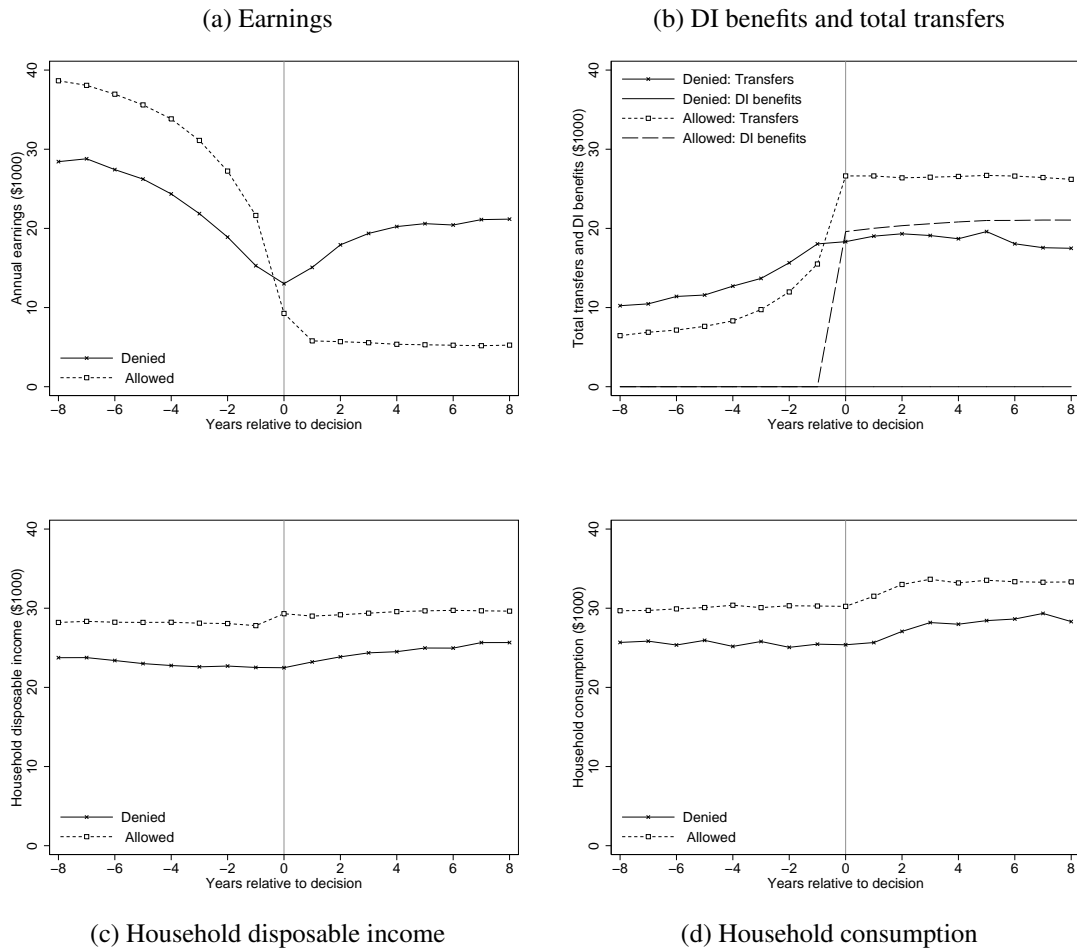 (a) Earnings
(b) DI benefits and total transfers
Annual earnings ($1000)
40
30
20
10
0
Denied
Allowed
−8 −6 −4 −2 0 2 4 6 8
Years relative to decision
Total transfers and DI benefits ($1000)
40
30
20
10
0
Denied: Transfers
Denied: DI benefits
Allowed: Transfers
Allowed: DI benefits
−8 −6 −4 −2 0 2 4 6 8
Years relative to decision
Household disposable income ($1000)
40
30
20
10
0
Denied
Allowed
−8 −6 −4 −2 0 2 4 6 8
Years relative to decision
Household consumption ($1000)
40
30
20
10
0
Denied
Allowed
−8 −6 −4 −2 0 2 4 6 8
Years relative to decision
(c) Household disposable income
(d) Household consumption